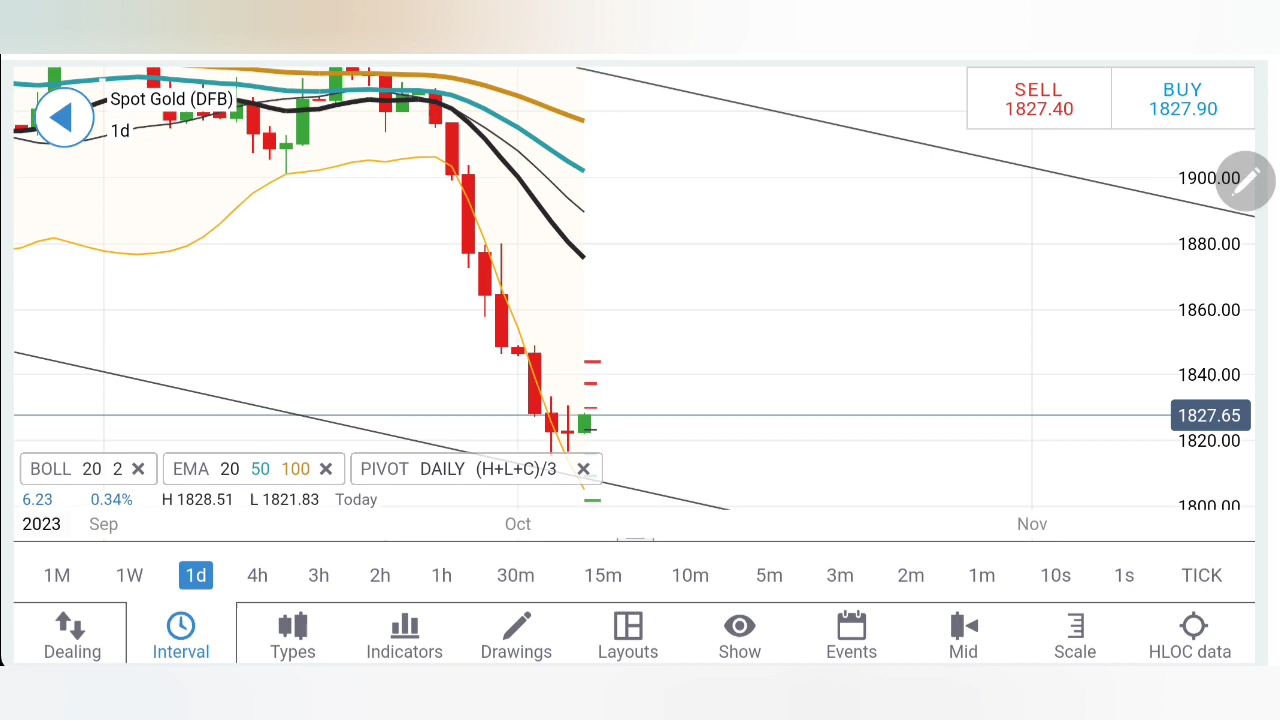 Spot Gold (DFB)
1d
SELL
1827.40
BUY
1827.90
1900.00
1880.00
1860.00
1840.00
1827.65
1820.00
1800.00
BOLL 20 2
EMA 20 50 100
PIVOT DAILY (H+L+C)/3
6.23 0.34% H 1828.51 L 1821.83 Today
2023 Sep Oct Nov
1M 1W 1d 4h 3h 2h 1h 30m 15m 10m 5m 3m 2m 1m 10s 1s TICK
Dealing Interval Types Indicators Drawings Layouts Show Events Mid Scale HLOC data